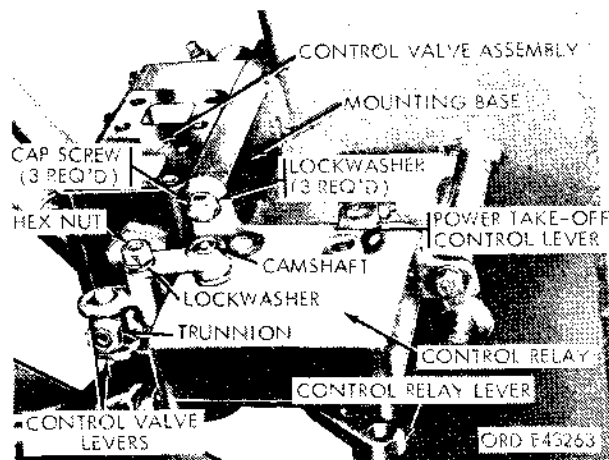 CONTROL VALVE ASSEMBLY
MOUNTING BASE
CAP SCREW
(3 REQ'D)
LOCKWASHER
(3 REQ'D)
HEX NUT
POWER TAKE-OFF
CONTROL LEVER
CAMSHAFT
LOCKWASHER
TRUNNION
CONTROL RELAY
CONTROL RELAY LEVER
CONTROL VALVE
LEVERS
ORD E43263